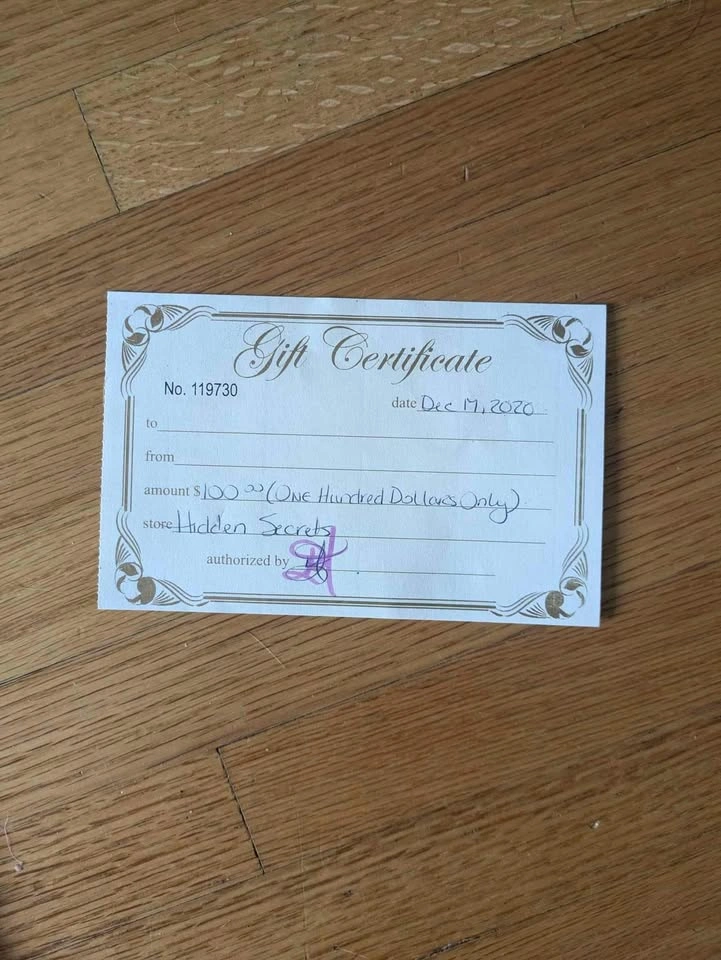 Gift Certificate
No. 119730
date Dec 17, 2020
to
from
amount $100.00 (ONE Hundred Dollars Only)
store Hidden Secrets
authorized by